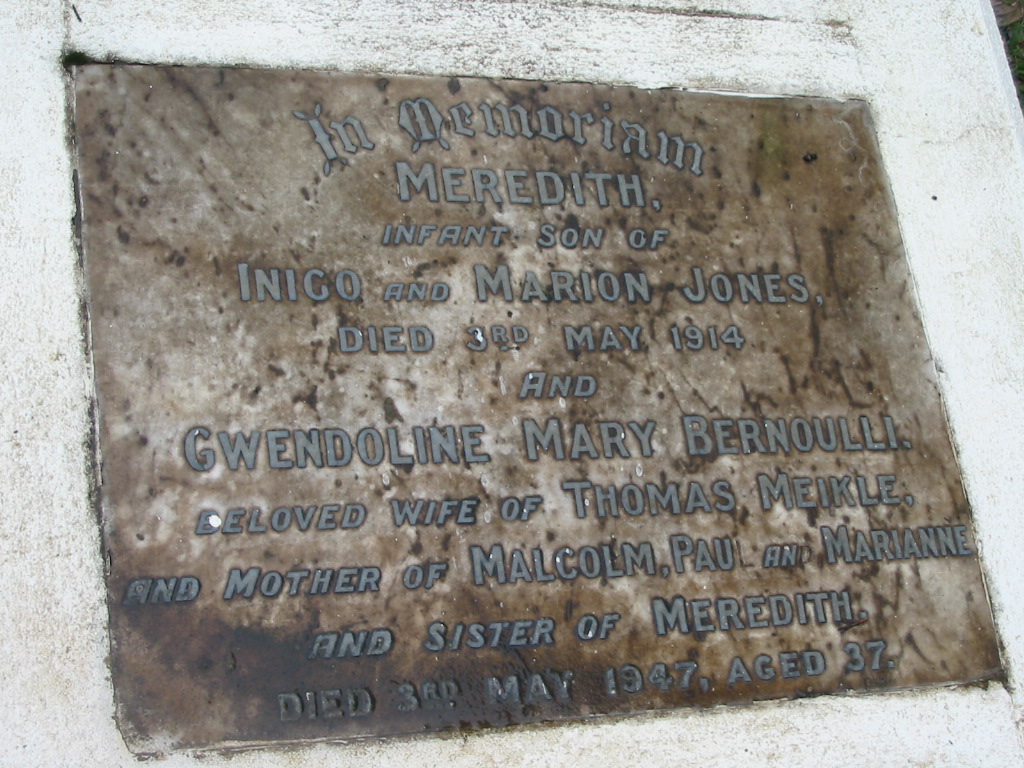 In Memoriam
MEREDITH,
INFANT SON OF
INIGO AND MARION JONES,
DIED 3RD MAY 1914
AND
GWENDOLINE MARY BERNOULLI.
BELOVED WIFE OF THOMAS MEIKLE,
AND MOTHER OF MALCOLM, PAUL AND MARIANNE
AND SISTER OF MEREDITH.
DIED 3RD MAY 1947, AGED 37.